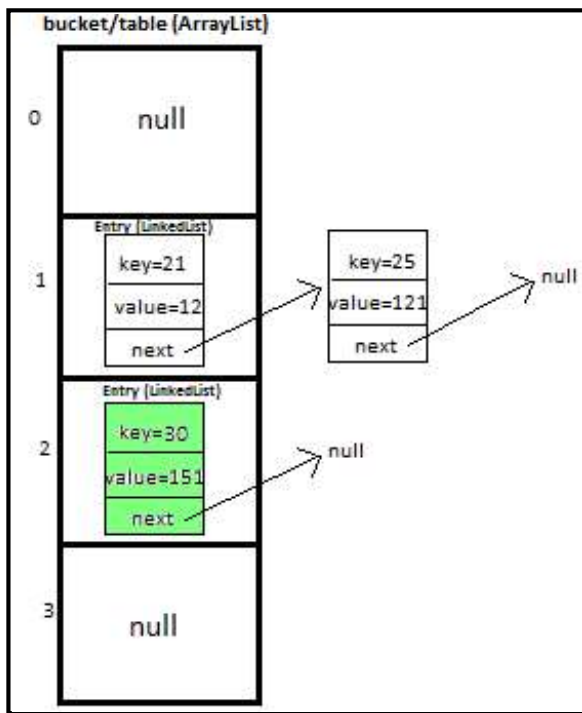 bucket/table (ArrayList)
0
null
Entry (LinkedList)
1
key=21
value=12
next
key=25
value=121
next
null
Entry (LinkedList)
2
key=30
value=151
next
null
3
null